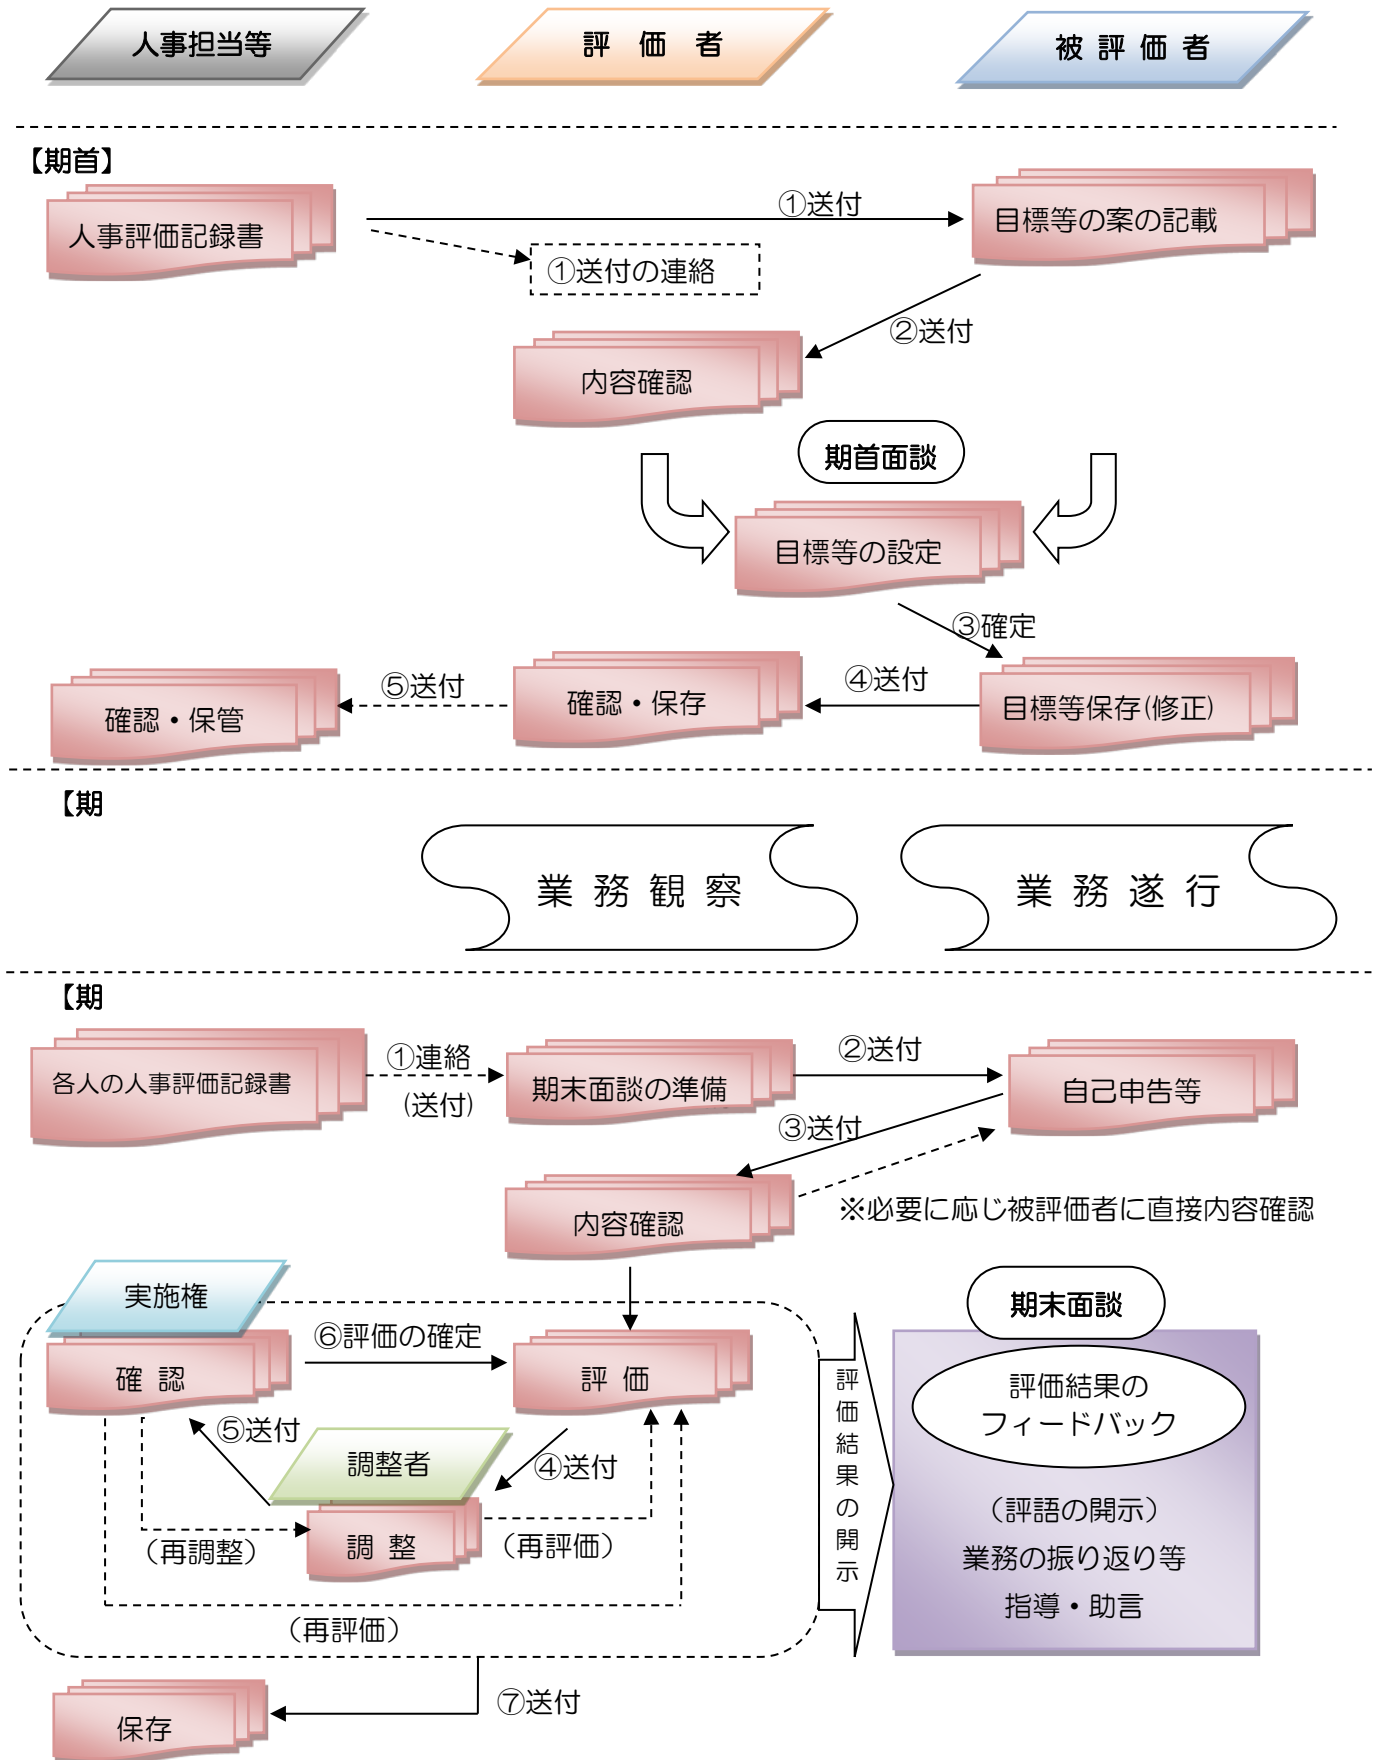 人事担当等
評　価　者
被 評 価 者
【期首】
人事評価記録書
①送付
目標等の案の記載
①送付の連絡
②送付
内容確認
期首面談
目標等の設定
③確定
確認・保管
⑤送付
確認・保存
④送付
目標等保存(修正)
【期
業 務 観 察
業 務 遂 行
【期
各人の人事評価記録書
①連絡
(送付)
期末面談の準備
②送付
自己申告等
③送付
内容確認
※必要に応じ被評価者に直接内容確認
実施権
確 認
⑥評価の確定
評 価
⑤送付
調整者
④送付
調 整
（再調整）
（再評価）
（再評価）
評価結果の開示
期末面談
評価結果の
フィードバック
（評語の開示）
業務の振り返り等
指導・助言
保存
⑦送付